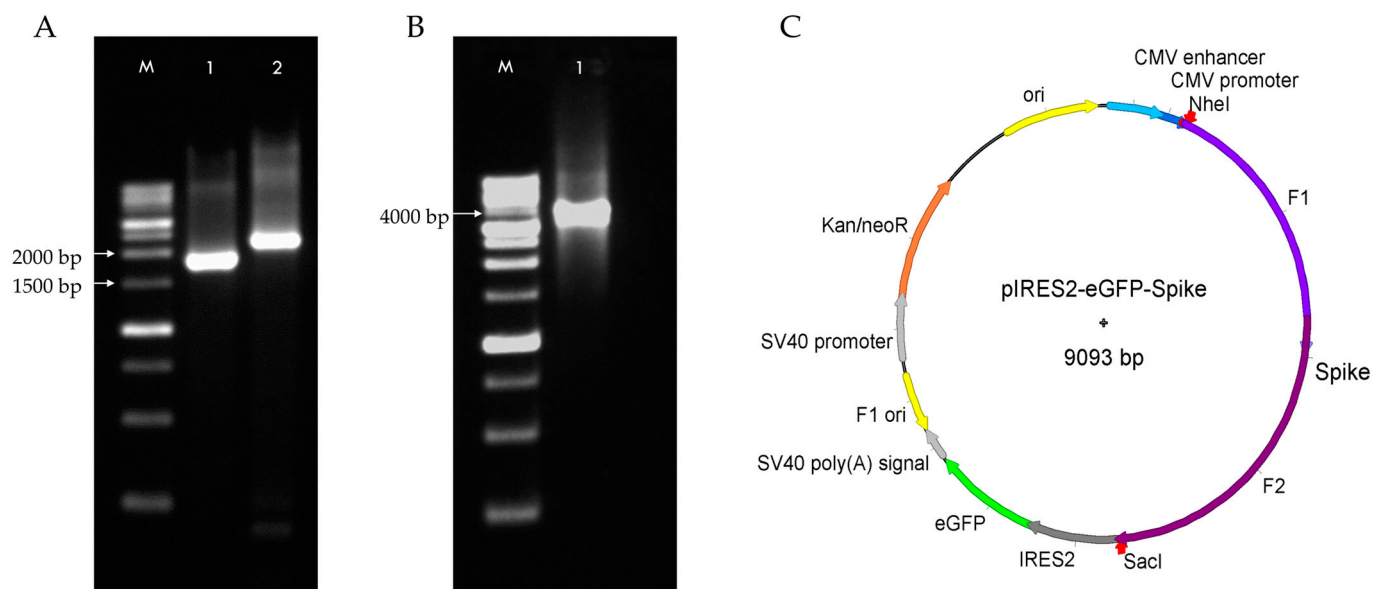 A
M 1 2
2000 bp
1500 bp
B
M 1
4000 bp
C
CMV enhancer
CMV promoter
NheI
ori
F1
Kan/neoR
pIRES2-eGFP-Spike
9093 bp
SV40 promoter
Spike
F1 ori
SV40 poly(A) signal
F2
eGFP
IRES2
SacI